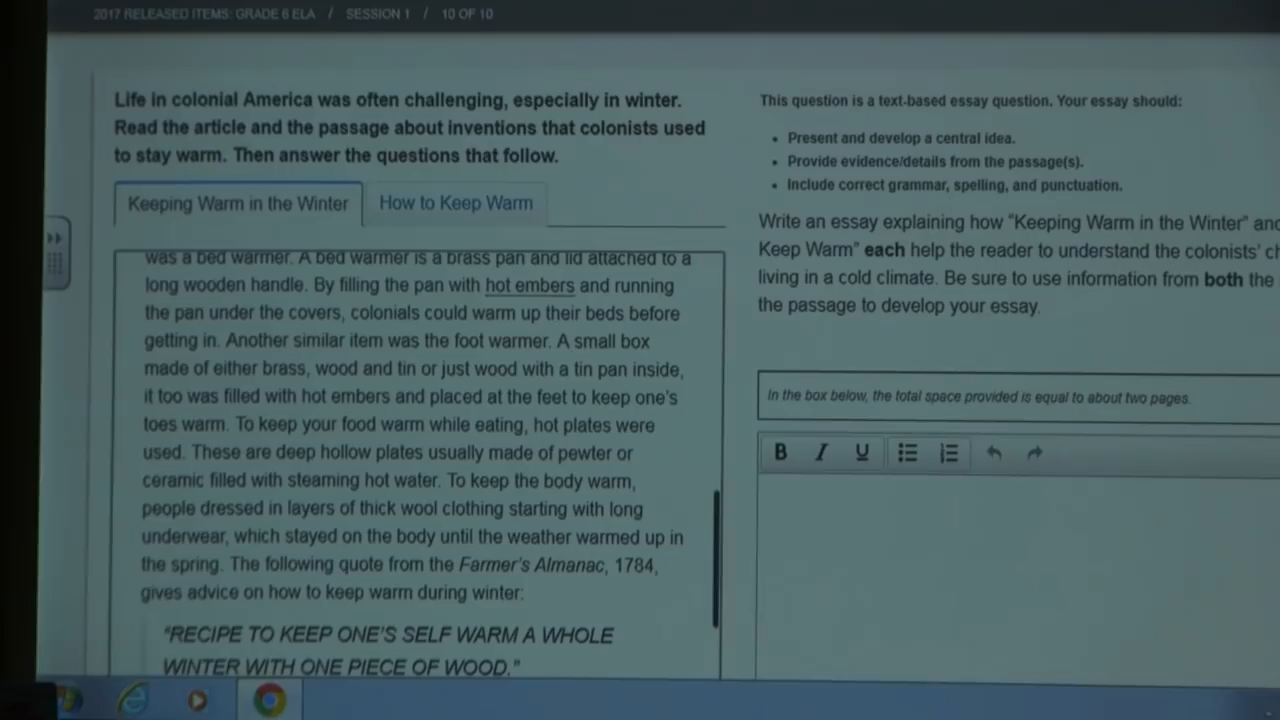 2017 RELEASED ITEMS: GRADE 6 ELA / SESSION 1 / 10 OF 10
Life in colonial America was often challenging, especially in winter.
Read the article and the passage about inventions that colonists used
to stay warm. Then answer the questions that follow.
Keeping Warm in the Winter
How to Keep Warm
was a bed warmer. A bed warmer is a brass pan and lid attached to a
long wooden handle. By filling the pan with hot embers and running
the pan under the covers, colonials could warm up their beds before
getting in. Another similar item was the foot warmer. A small box
made of either brass, wood and tin or just wood with a tin pan inside,
it too was filled with hot embers and placed at the feet to keep one's
toes warm. To keep your food warm while eating, hot plates were
used. These are deep hollow plates usually made of pewter or
ceramic filled with steaming hot water. To keep the body warm,
people dressed in layers of thick wool clothing starting with long
underwear, which stayed on the body until the weather warmed up in
the spring. The following quote from the Farmer's Almanac, 1784,
gives advice on how to keep warm during winter:
"RECIPE TO KEEP ONE'S SELF WARM A WHOLE
WINTER WITH ONE PIECE OF WOOD."
This question is a text-based essay question. Your essay should:
• Present and develop a central idea.
• Provide evidence/details from the passage(s).
• Include correct grammar, spelling, and punctuation.
Write an essay explaining how "Keeping Warm in the Winter" and
Keep Warm" each help the reader to understand the colonists'
living in a cold climate. Be sure to use information from both the
the passage to develop your essay.
In the box below, the total space provided is equal to about two pages.
B I U